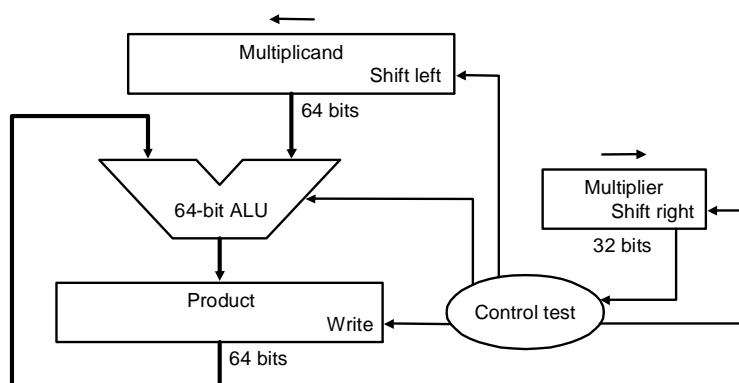 Multiplicand
Shift left
64 bits
64-bit ALU
Multiplier
Shift right
32 bits
Product
Write
Control test
64 bits